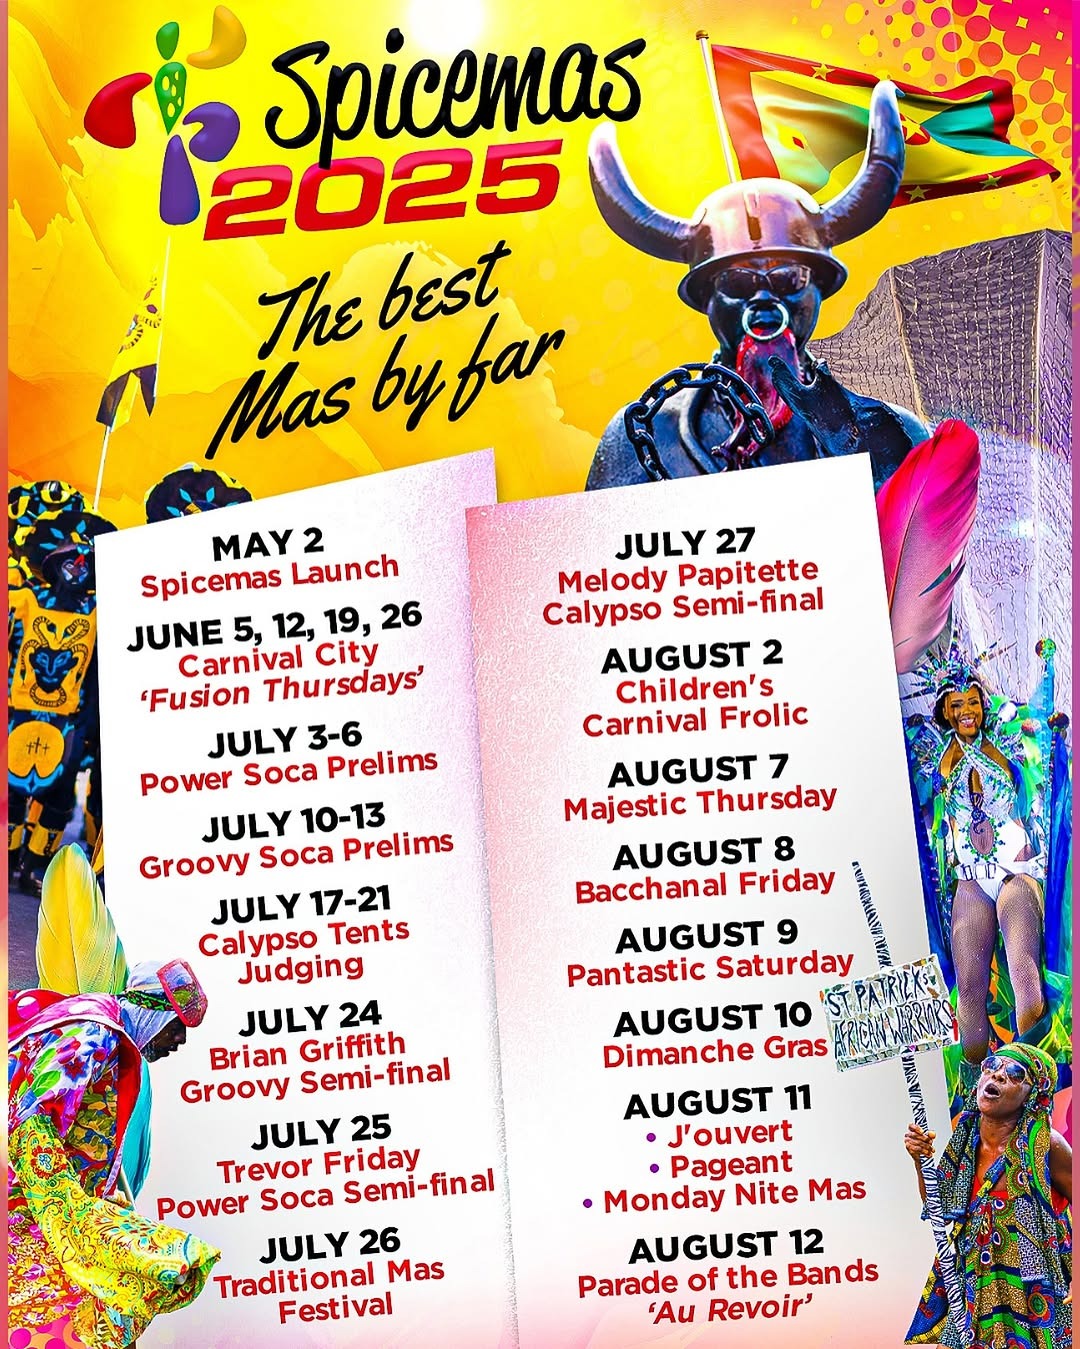 Spicemas
2025
The best
Mas by far
MAY 2
Spicemas Launch
JUNE 5, 12, 19, 26
Carnival City
‘Fusion Thursdays’
JULY 3-6
Power Soca Prelims
JULY 10-13
Groovy Soca Prelims
JULY 17-21
Calypso Tents
Judging
JULY 24
Brian Griffith
Groovy Semi-final
JULY 25
Trevor Friday
Power Soca Semi-final
JULY 26
Traditional Mas
Festival
JULY 27
Melody Papitette
Calypso Semi-final
AUGUST 2
Children's
Carnival Frolic
AUGUST 7
Majestic Thursday
AUGUST 8
Bacchanal Friday
AUGUST 9
Pantastic Saturday
AUGUST 10
Dimanche Gras
AUGUST 11
• J'ouvert
• Pageant
• Monday Nite Mas
AUGUST 12
Parade of the Bands
‘Au Revoir’
ST PATRICKS
AFRICAN WARRIORS